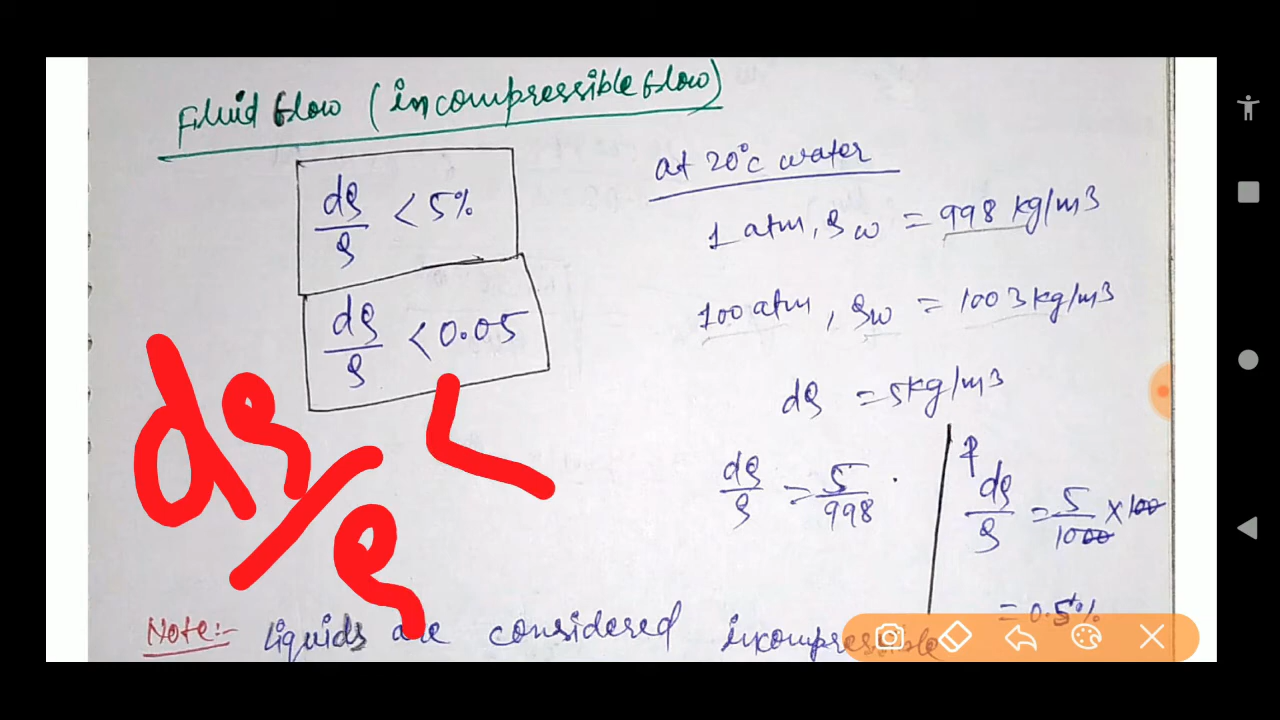 Fluid flow (incompressible flow)
dρ/ρ < 5%
dρ/ρ < 0.05
at 20°c water
1 atm, ρw = 998 kg/m3
100 atm, ρw = 1003 kg/m3
dρ = 5kg/m3
dρ/ρ = 5/998
dρ/ρ = 5/1000 × 100
= 0.5%
dρ/ρ <
Note:- Liquids are considered incompressible